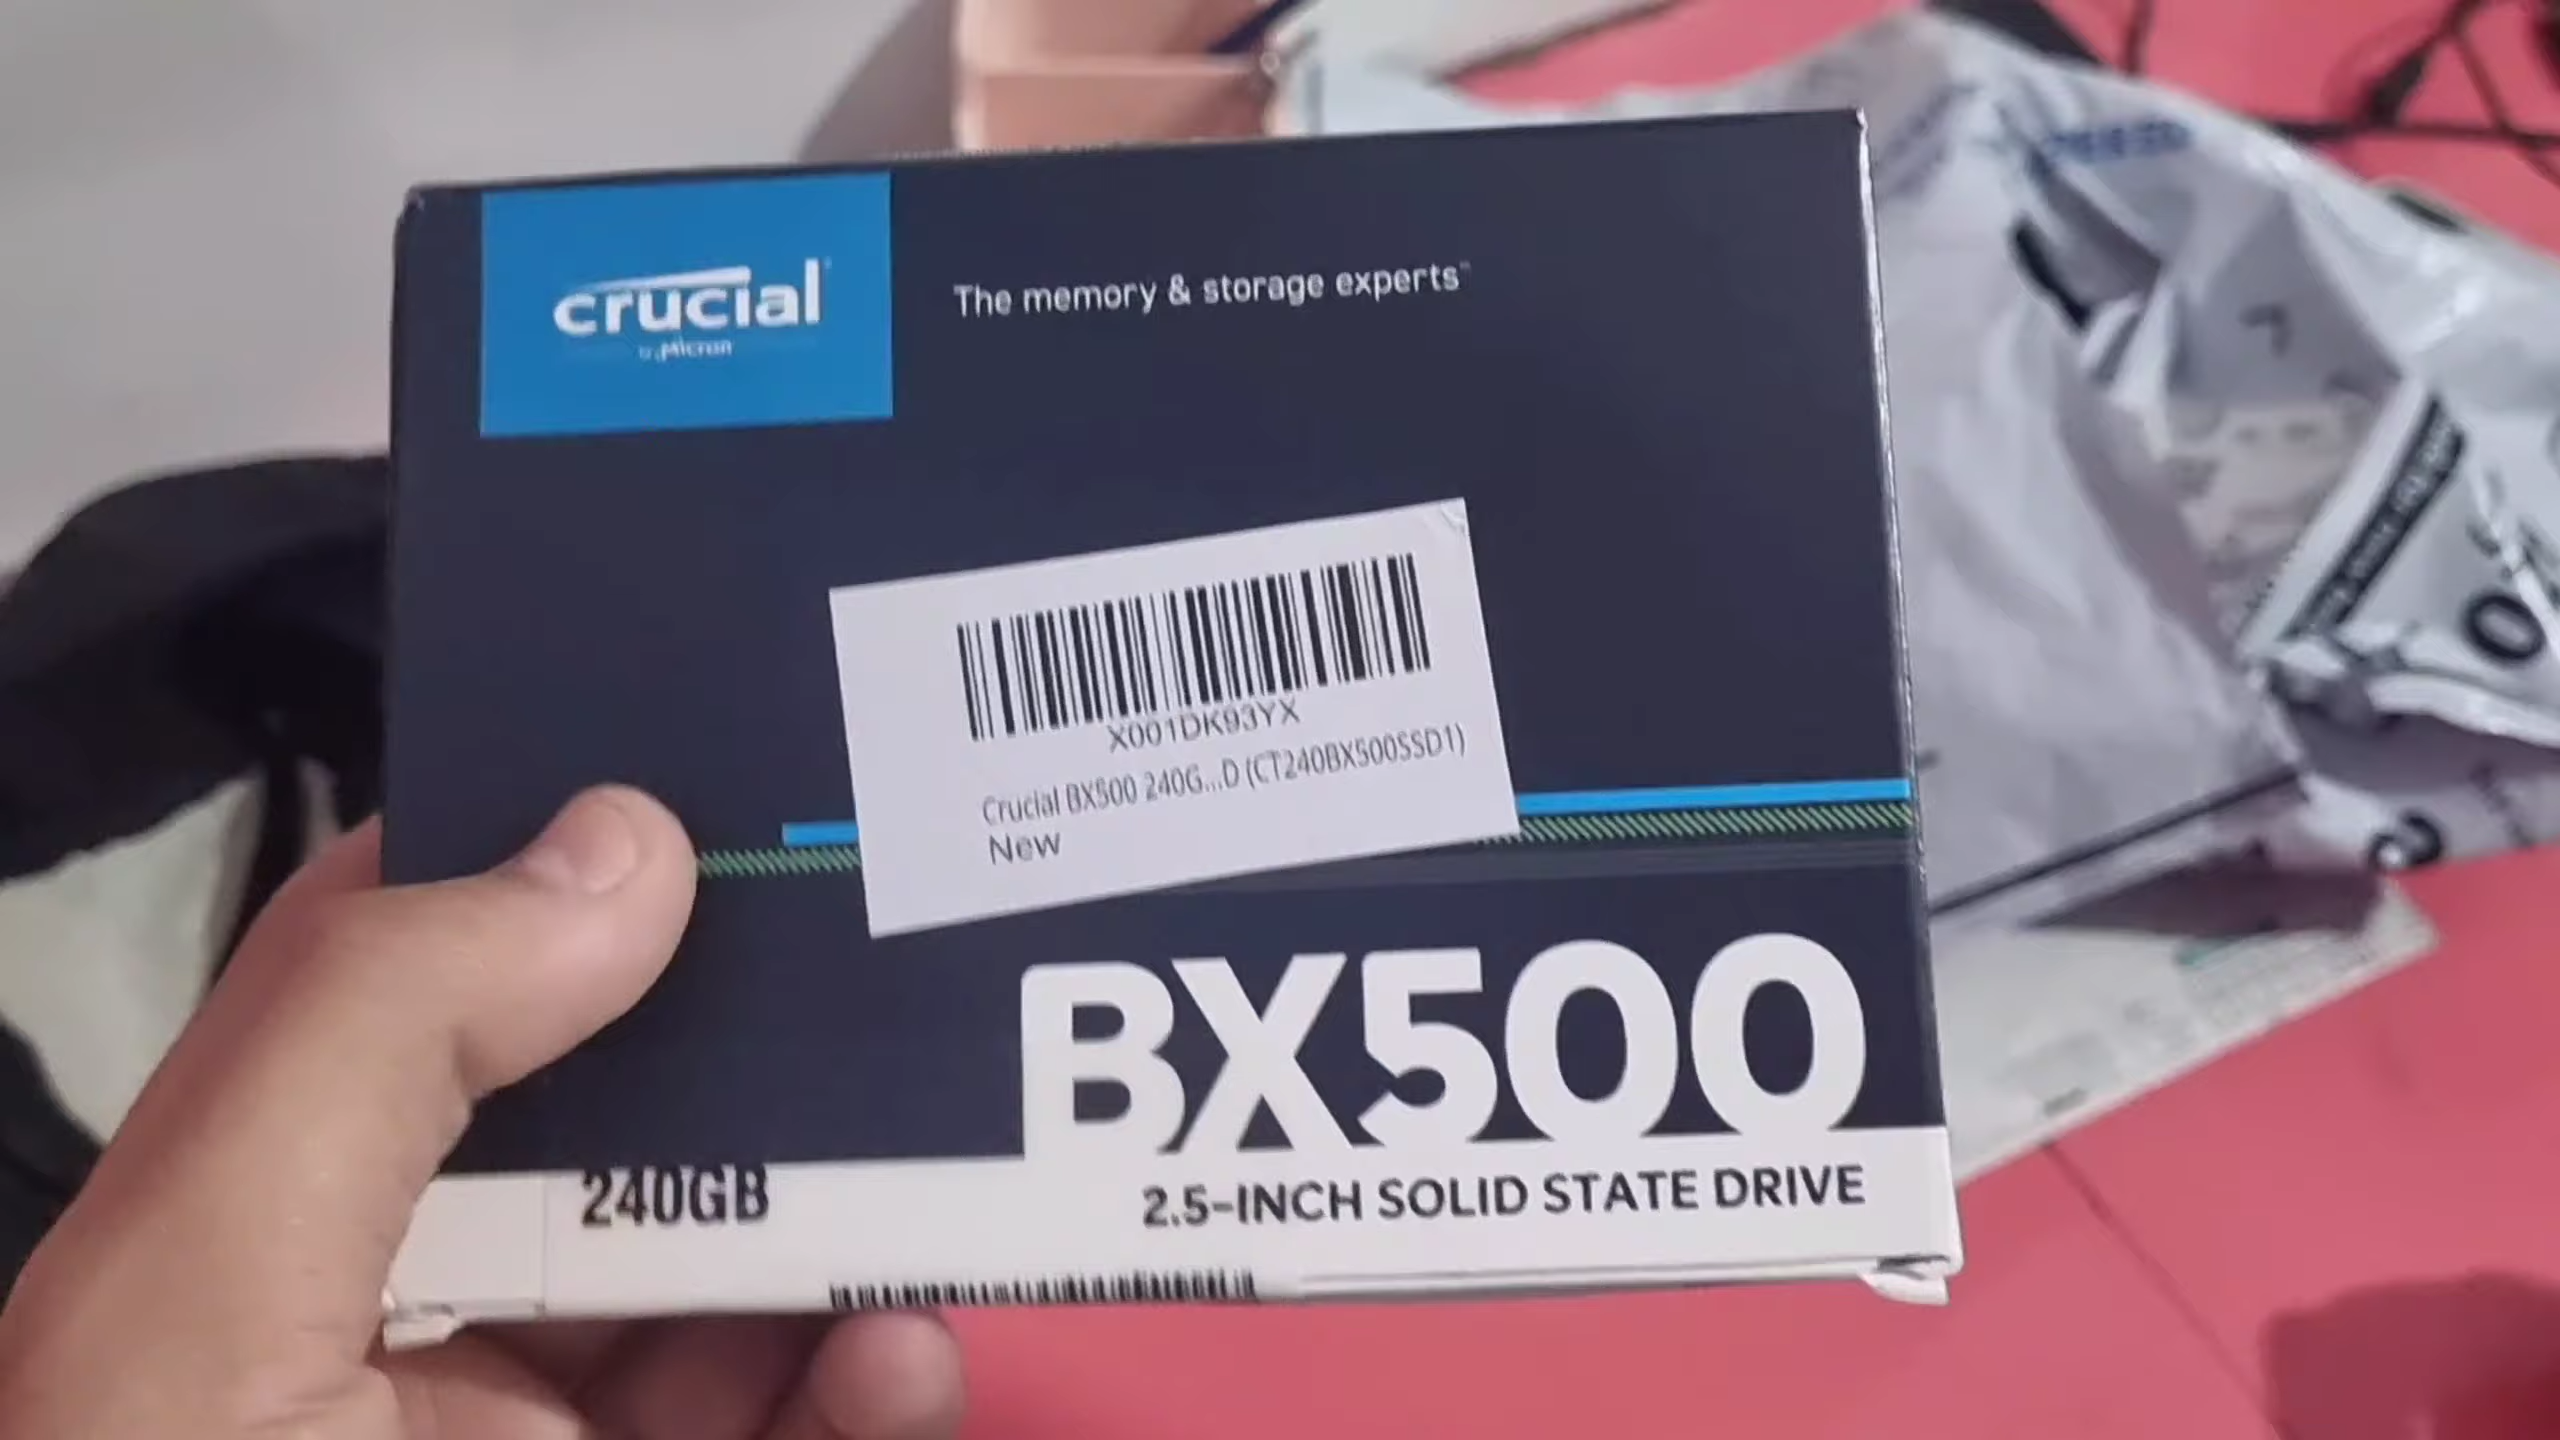 crucial
by Micron
The memory & storage experts™
X001DK93YX
Crucial BX500 240G...D (CT240BX500SSD1)
New
BX500
240GB
2.5-INCH SOLID STATE DRIVE